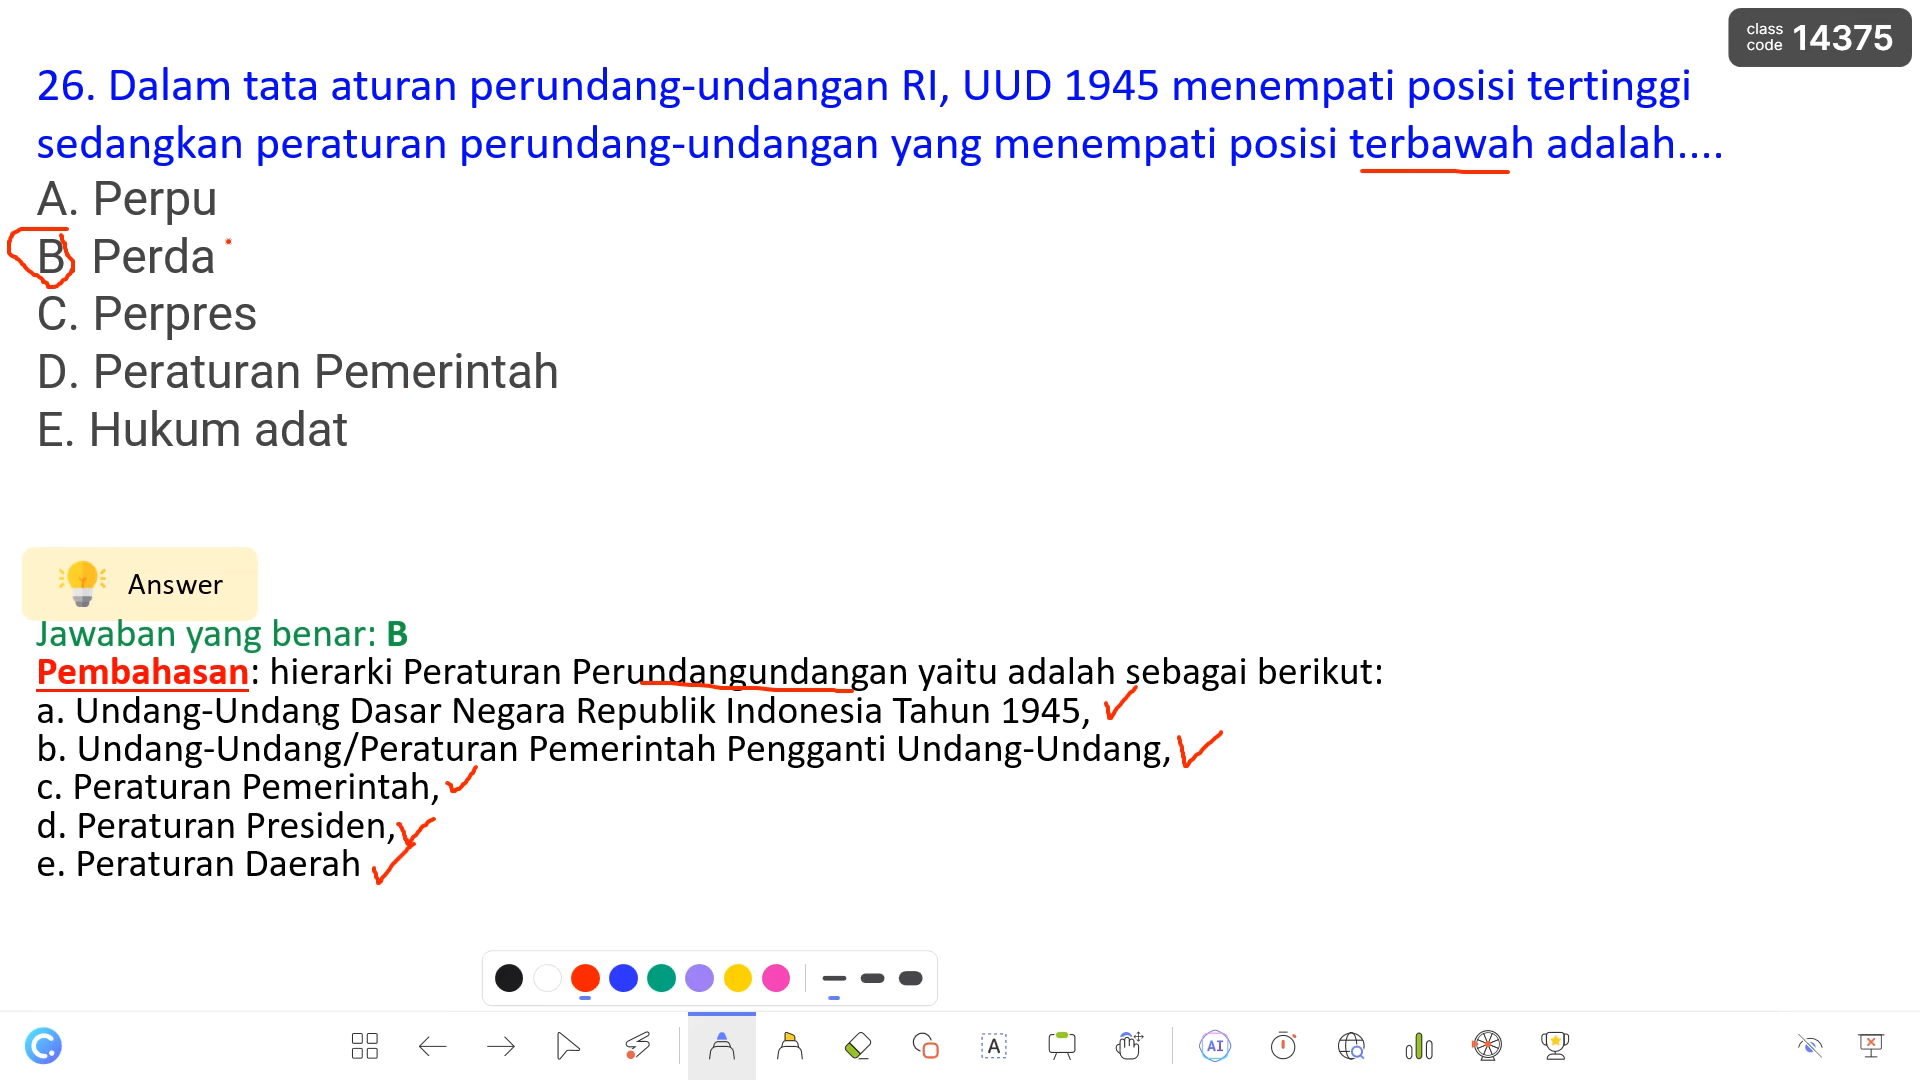 class
code 14375
26. Dalam tata aturan perundang-undangan RI, UUD 1945 menempati posisi tertinggi
sedangkan peraturan perundang-undangan yang menempati posisi terbawah adalah....
A. Perpu
B. Perda
C. Perpres
D. Peraturan Pemerintah
E. Hukum adat
Answer
Jawaban yang benar: B
Pembahasan: hierarki Peraturan Perundangundangan yaitu adalah sebagai berikut:
a. Undang-Undang Dasar Negara Republik Indonesia Tahun 1945,
b. Undang-Undang/Peraturan Pemerintah Pengganti Undang-Undang,
c. Peraturan Pemerintah,
d. Peraturan Presiden,
e. Peraturan Daerah
A
AI